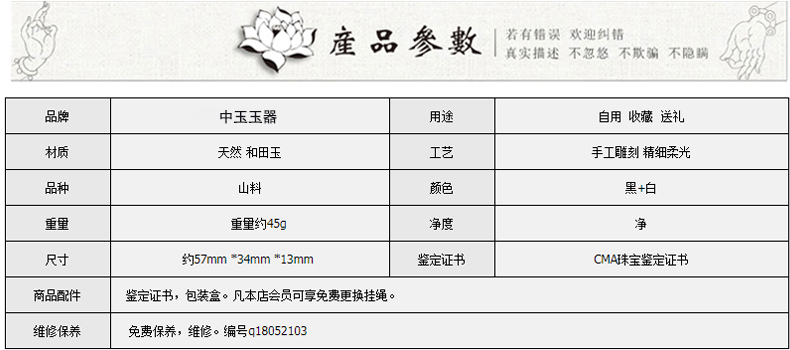 産品參數
若有错误 欢迎纠错
真实描述 不忽悠 不欺骗 不隐瞒
品牌 中玉玉器 用途 自用 收藏 送礼
材质 天然 和田玉 工艺 手工雕刻 精细柔光
品种 山料 颜色 黑+白
重量 重量约45g 净度 净
尺寸 约57mm *34mm *13mm 鉴定证书 CMA珠宝鉴定证书
商品配件 鉴定证书，包装盒。凡本店会员可享免费更换挂绳。
维修保养 免费保养，维修。编号q18052103